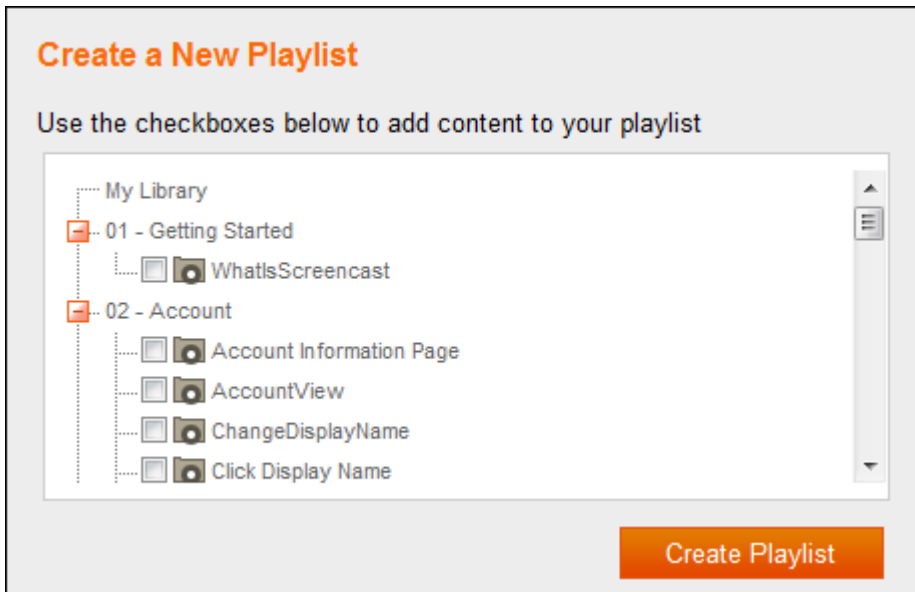 Create a New Playlist
Use the checkboxes below to add content to your playlist
My Library
01 - Getting Started
WhatIsScreencast
02 - Account
Account Information Page
AccountView
ChangeDisplayName
Click Display Name
Create Playlist